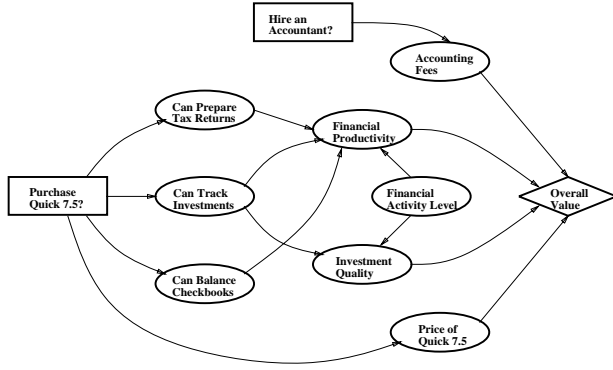 Hire an
Accountant?
Accounting
Fees
Can Prepare
Tax Returns
Financial
Productivity
Purchase
Quick 7.5?
Can Track
Investments
Financial
Activity Level
Overall
Value
Can Balance
Checkbooks
Investment
Quality
Price of
Quick 7.5